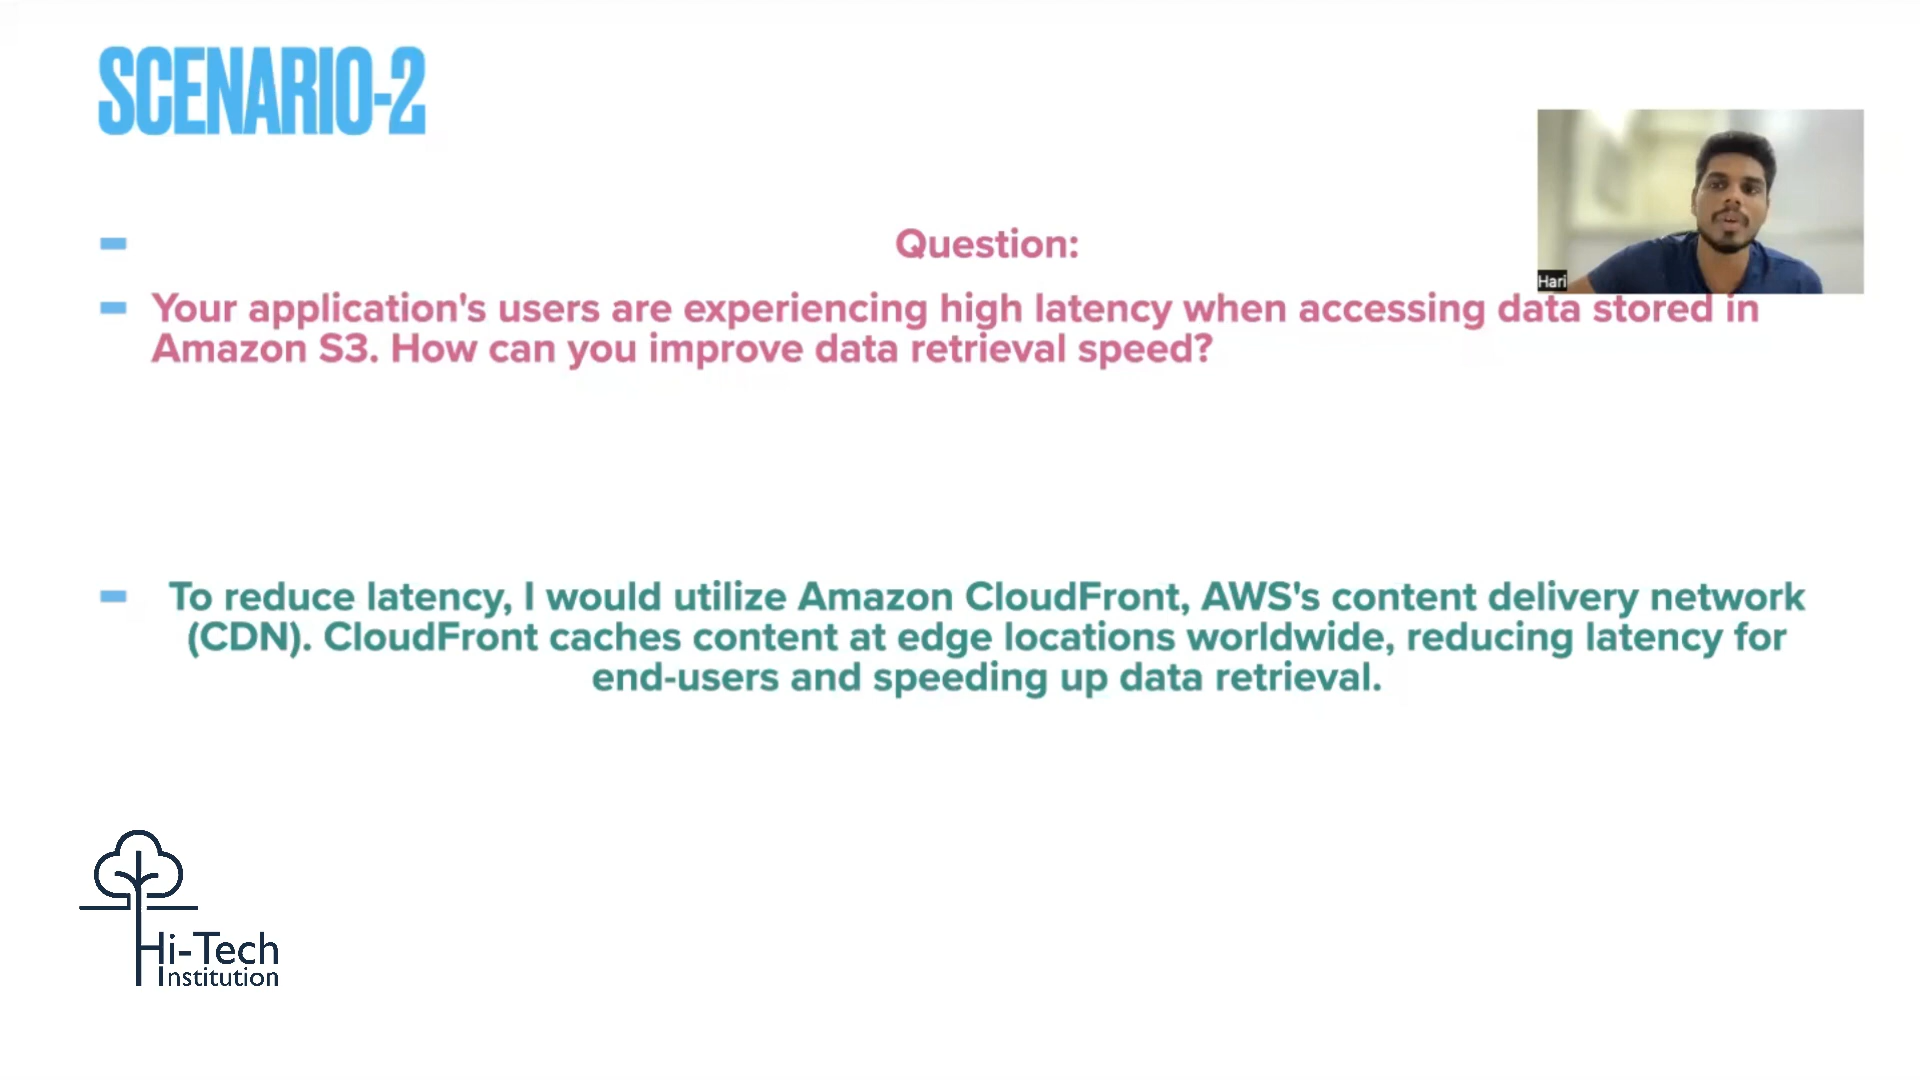 SCENARIO-2
Question:
Hari
Your application's users are experiencing high latency when accessing data stored in
Amazon S3. How can you improve data retrieval speed?
To reduce latency, I would utilize Amazon CloudFront, AWS's content delivery network
(CDN). CloudFront caches content at edge locations worldwide, reducing latency for
end-users and speeding up data retrieval.
Hi-Tech
Institution